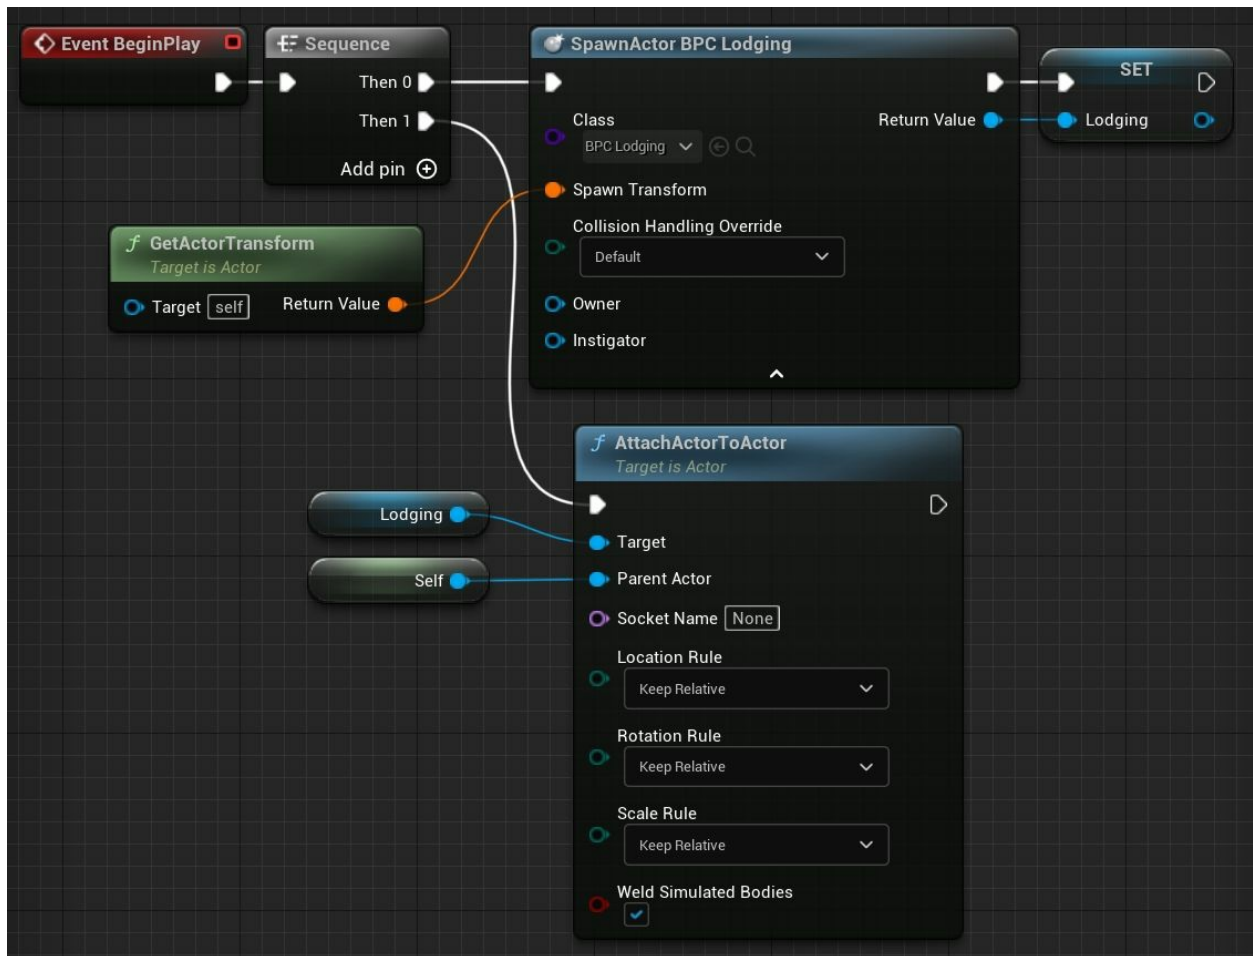 Event BeginPlay
Sequence
Then 0
Then 1
Add pin
SpawnActor BPC Lodging
Class
BPC Lodging
Return Value
Spawn Transform
Collision Handling Override
Default
Owner
Instigator
SET
Lodging
f GetActorTransform
Target is Actor
Target self
Return Value
f AttachActorToActor
Target is Actor
Lodging
Self
Target
Parent Actor
Socket Name None
Location Rule
Keep Relative
Rotation Rule
Keep Relative
Scale Rule
Keep Relative
Weld Simulated Bodies